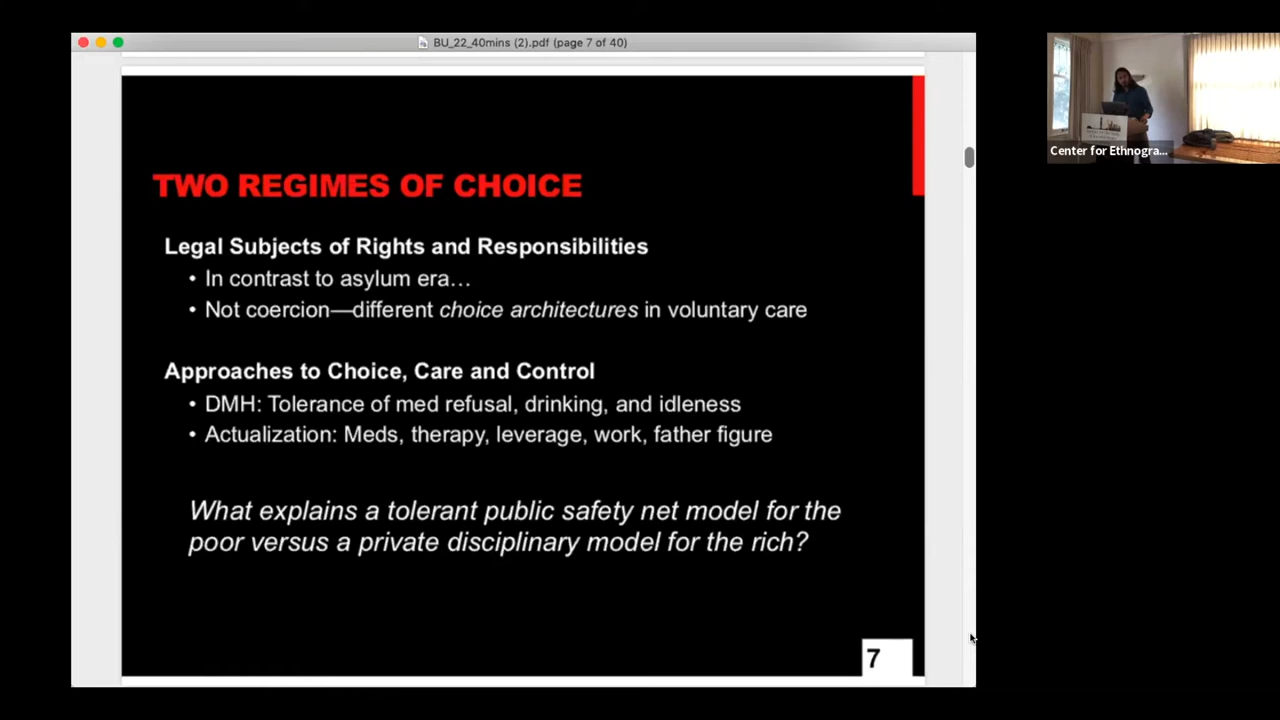 BU_22_40mins (2).pdf (page 7 of 40)
TWO REGIMES OF CHOICE
Legal Subjects of Rights and Responsibilities
• In contrast to asylum era…
• Not coercion—different choice architectures in voluntary care
Approaches to Choice, Care and Control
• DMH: Tolerance of med refusal, drinking, and idleness
• Actualization: Meds, therapy, leverage, work, father figure
What explains a tolerant public safety net model for the
poor versus a private disciplinary model for the rich?
7
Center for Ethnogra...